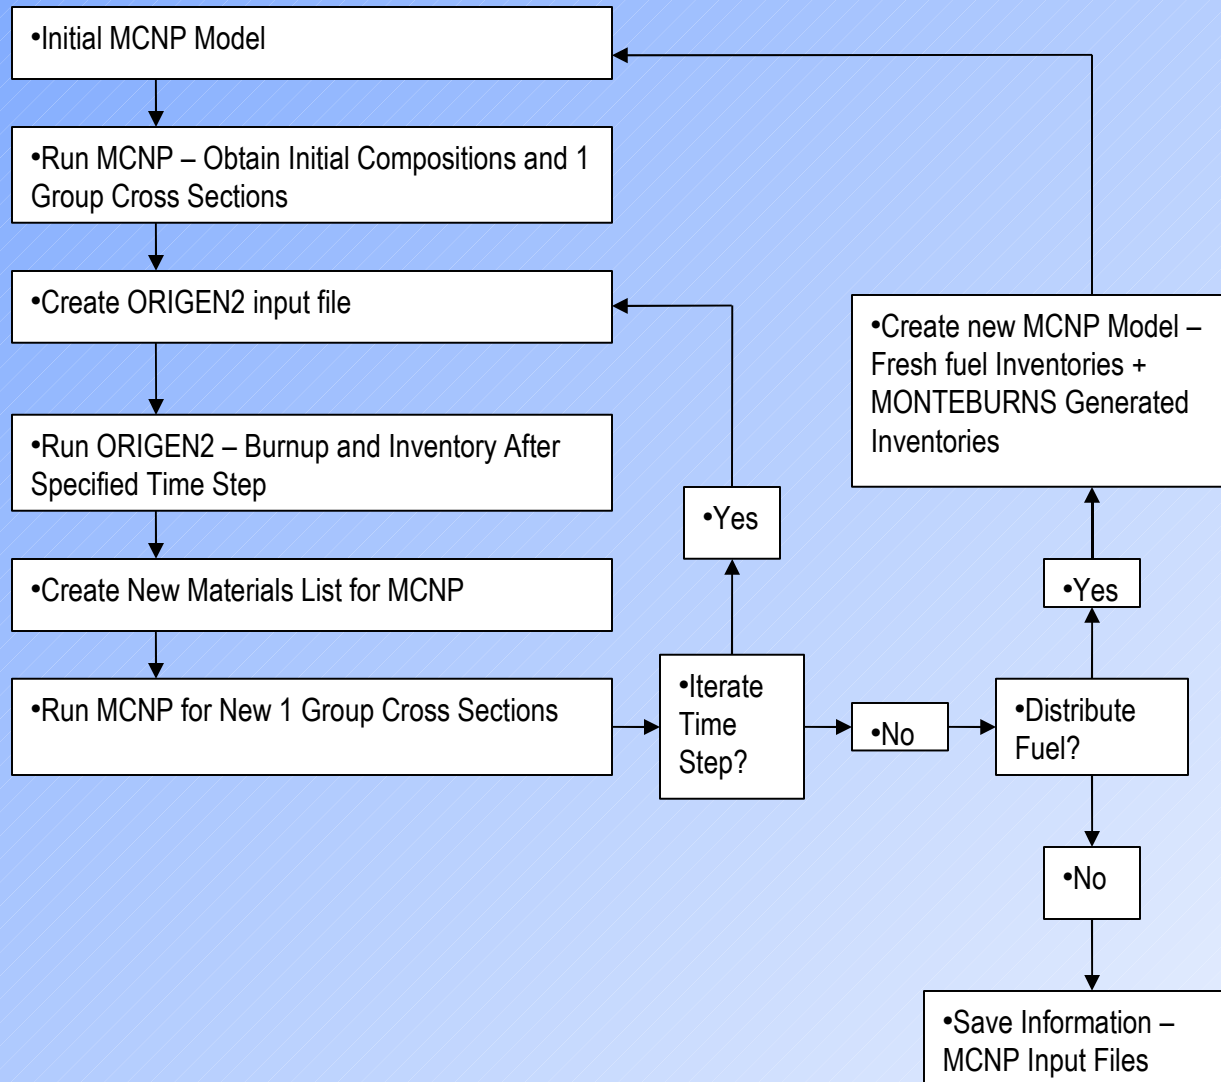 •Initial MCNP Model
•Run MCNP – Obtain Initial Compositions and 1
Group Cross Sections
•Create ORIGEN2 input file
•Run ORIGEN2 – Burnup and Inventory After
Specified Time Step
•Create New Materials List for MCNP
•Run MCNP for New 1 Group Cross Sections
•Iterate
Time
Step?
•Yes
•No
•Distribute
Fuel?
•Yes
•Create new MCNP Model –
Fresh fuel Inventories +
MONTEBURNS Generated
Inventories
•No
•Save Information –
MCNP Input Files